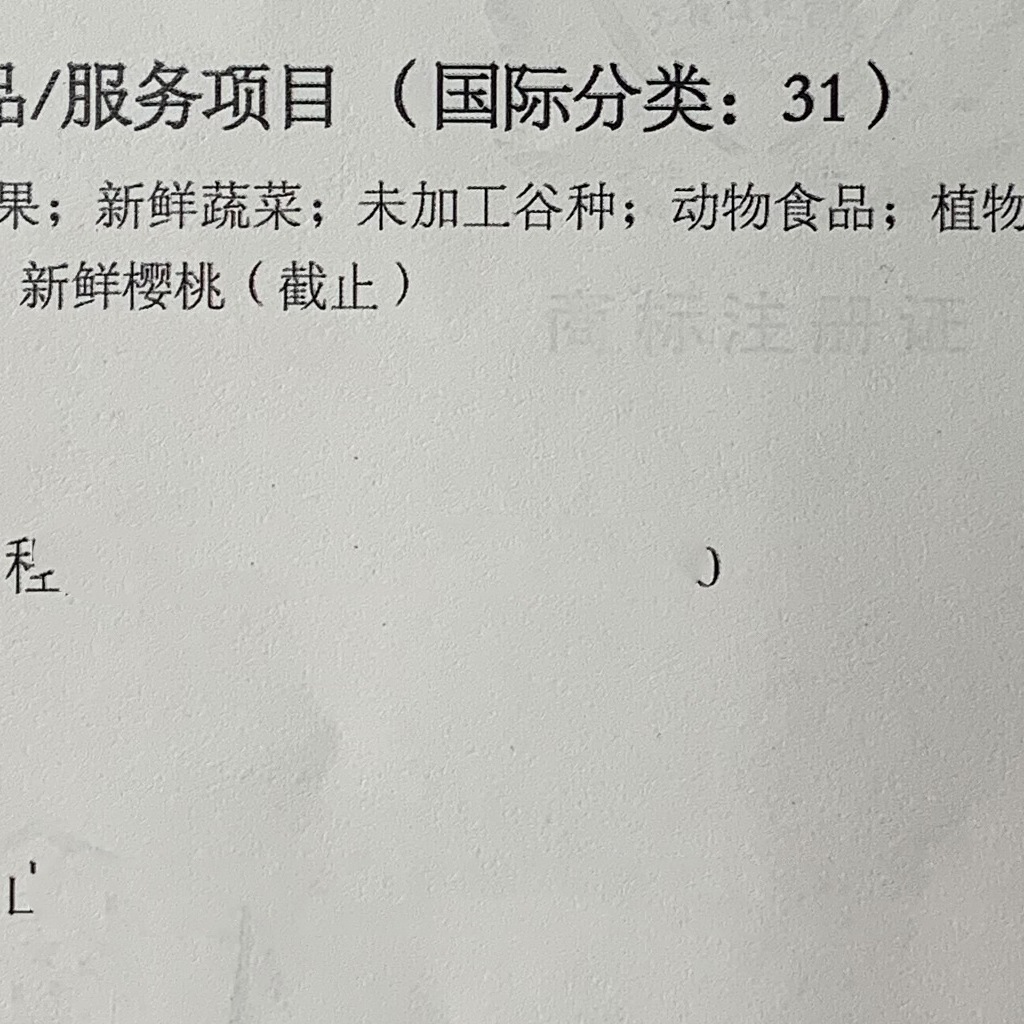 品/服务项目（国际分类：31）
果；新鲜蔬菜；未加工谷种；动物食品；植物
新鲜樱桃（截止）
商标注册证